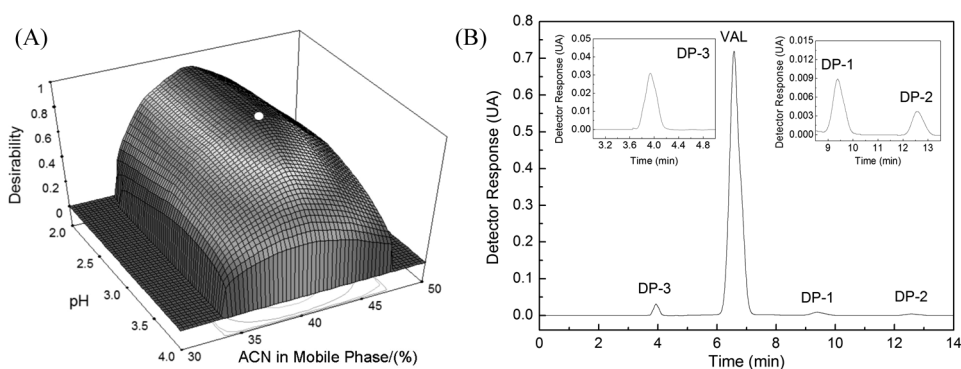 (A)
1
0.8
0.6
0.4
0.2
0
Desirability
2.0
2.5
3.0
3.5
4.0
pH
30
35
40
45
50
ACN in Mobile Phase/(%)
(B)
0.8
0.7
0.6
0.5
0.4
0.3
0.2
0.1
0.0
Detector Response (UA)
0 2 4 6 8 10 12 14
Time (min)
DP-3
VAL
DP-1
DP-2
0.05
0.04
0.03
0.02
0.01
0.00
Detector Response (UA)
DP-3
3.2 3.6 4.0 4.4 4.8
Time (min)
0.015
0.012
0.009
0.006
0.003
0.000
Detector Response (UA)
DP-1
DP-2
9 10 11 12 13
Time (min)